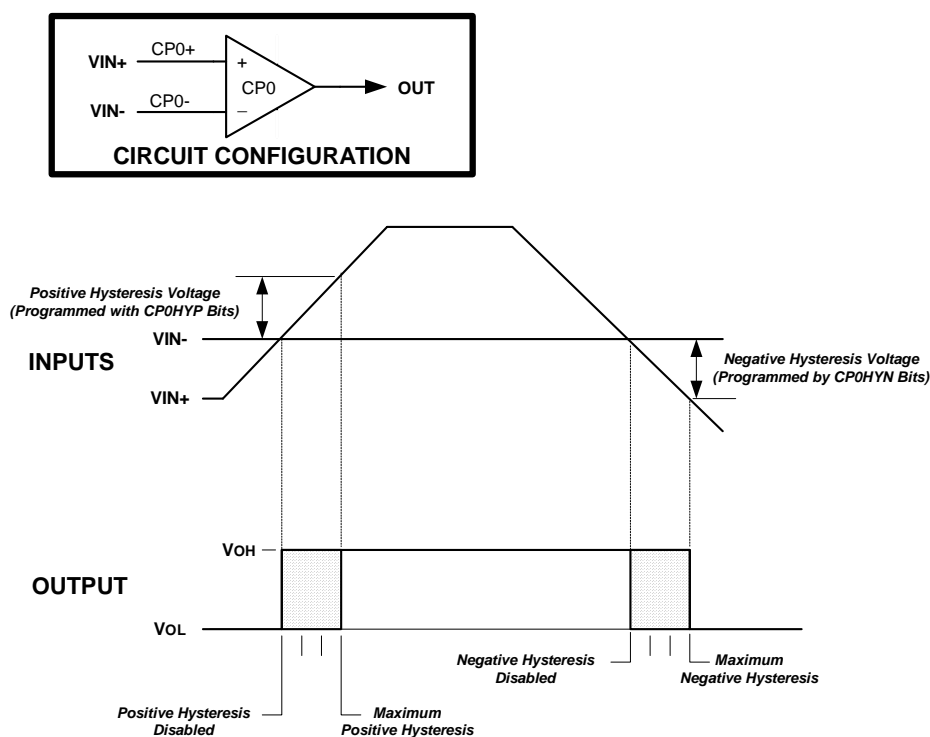 VIN+
CP0+
+
CP0
OUT
VIN-
CP0-
_
CIRCUIT CONFIGURATION
Positive Hysteresis Voltage
(Programmed with CP0HYP Bits)
VIN-
INPUTS
Negative Hysteresis Voltage
(Programmed by CP0HYN Bits)
VIN+
VOH
OUTPUT
VOL
Negative Hysteresis
Disabled
Maximum
Negative Hysteresis
Positive Hysteresis
Disabled
Maximum
Positive Hysteresis